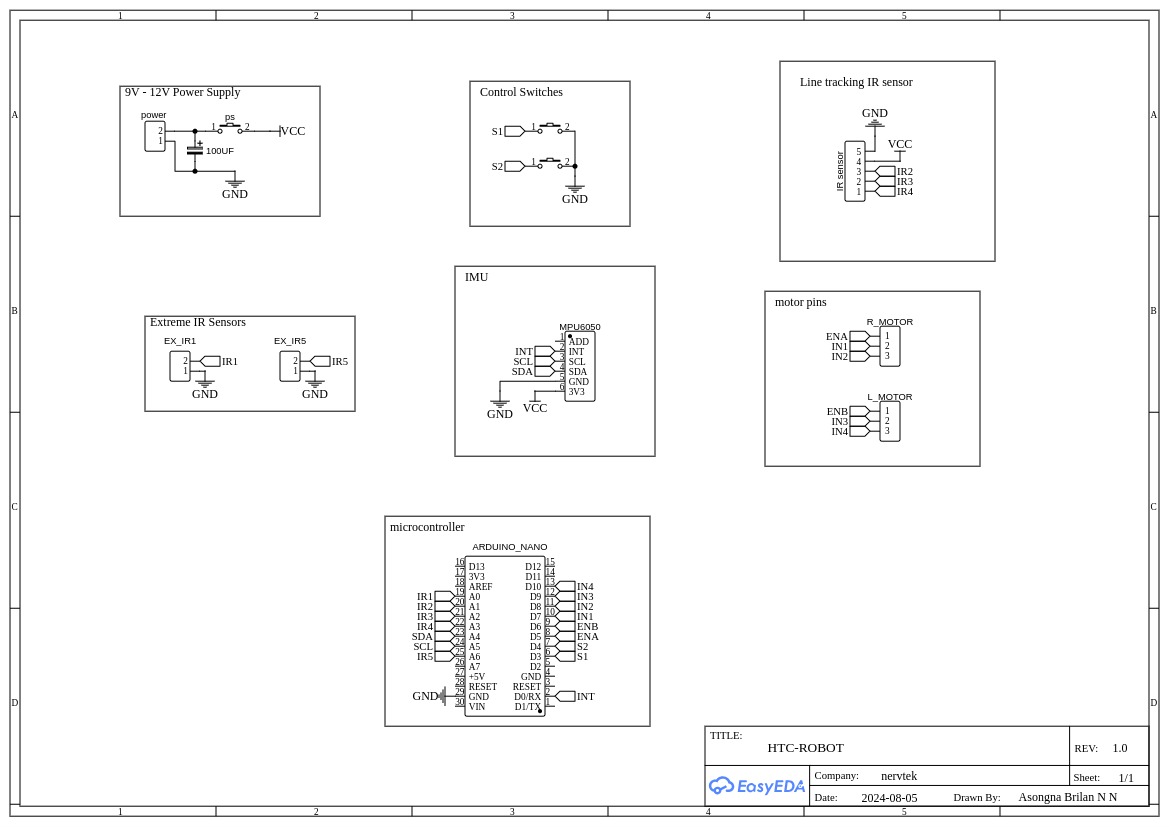 1 2 3 4 5
A A
B B
C C
D D
9V - 12V Power Supply
power
2
1
ps
1 2
VCC
+
100UF
GND
Control Switches
S1 1 2
S2 1 2
GND
Line tracking IR sensor
GND
VCC
IR sensor
5
4
3 IR2
2 IR3
1 IR4
Extreme IR Sensors
EX_IR1
2 IR1
1
GND
EX_IR5
2 IR5
1
GND
IMU
MPU6050
1 ADD
INT 2 INT
SCL 3 SCL
SDA 4 SDA
5 GND
6 3V3
GND VCC
motor pins
R_MOTOR
ENA 1
IN1 2
IN2 3
L_MOTOR
ENB 1
IN3 2
IN4 3
microcontroller
ARDUINO_NANO
16 D13 D12 15
17 3V3 D11 14
18 AREF D10 13 IN4
IR1 19 A0 D9 12 IN3
IR2 20 A1 D8 11 IN2
IR3 21 A2 D7 10 IN1
IR4 22 A3 D6 9 ENB
SDA 23 A4 D5 8 ENA
SCL 24 A5 D4 7 S2
IR5 25 A6 D3 6 S1
26 A7 D2 5
27 +5V GND 4
28 RESET RESET 3
GND 29 GND D0/RX 2 INT
30 VIN D1/TX 1
TITLE:
HTC-ROBOT
REV: 1.0
EasyEDA
Company: nervtek
Sheet: 1/1
Date: 2024-08-05 Drawn By: Asongna Brilan N N
1 2 3 4 5